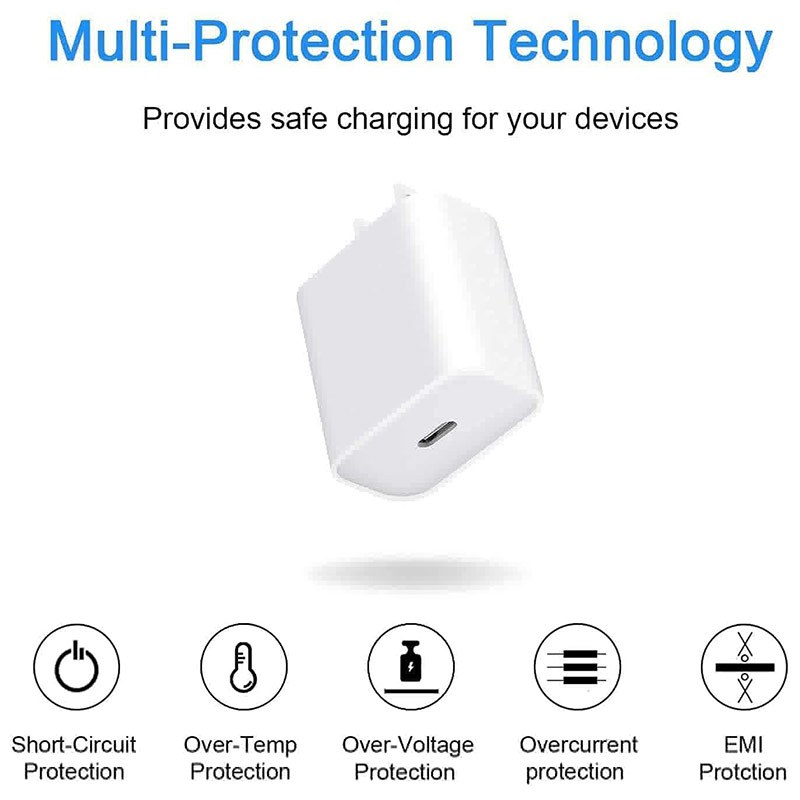 Multi-Protection Technology
Provides safe charging for your devices
Short-Circuit
Protection
Over-Temp
Protection
Over-Voltage
Protection
Overcurrent
protection
EMI
Protction